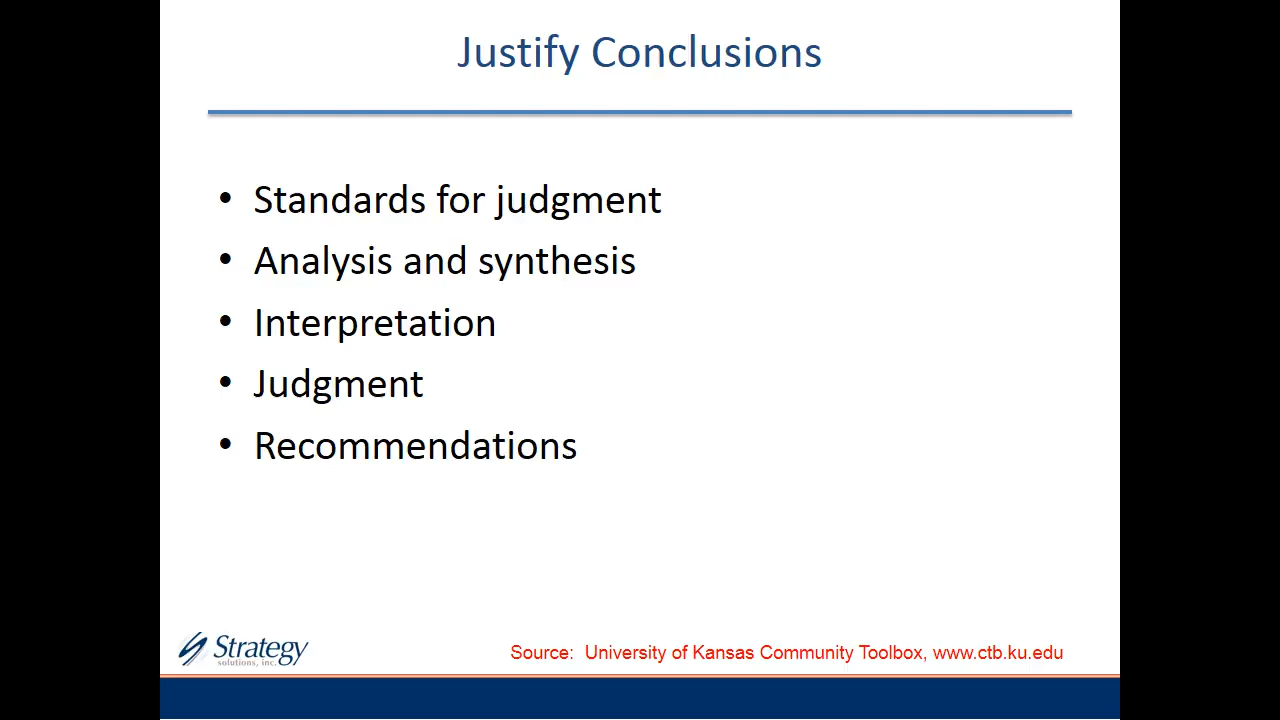 Justify Conclusions
• Standards for judgment
• Analysis and synthesis
• Interpretation
• Judgment
• Recommendations
Strategy
solutions, inc.
Source: University of Kansas Community Toolbox, www.ctb.ku.edu